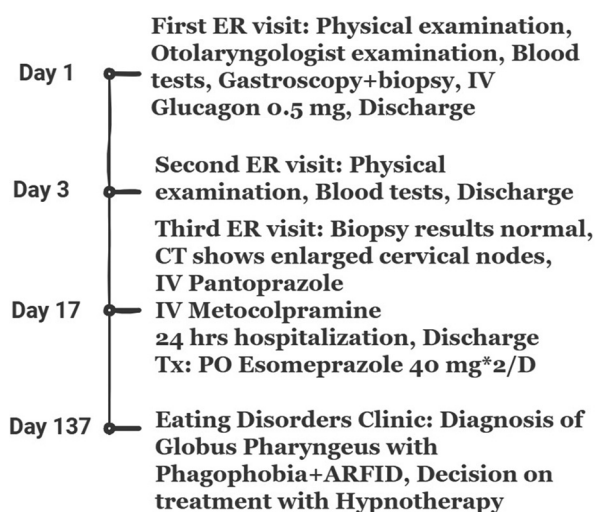 Day 1
First ER visit: Physical examination,
Otolaryngologist examination, Blood
tests, Gastroscopy+biopsy, IV
Glucagon 0.5 mg, Discharge
Day 3
Second ER visit: Physical
examination, Blood tests, Discharge
Day 17
Third ER visit: Biopsy results normal,
CT shows enlarged cervical nodes,
IV Pantoprazole
IV Metocolpramine
24 hrs hospitalization, Discharge
Tx: PO Esomeprazole 40 mg*2/D
Day 137
Eating Disorders Clinic: Diagnosis of
Globus Pharyngeus with
Phagophobia+ARFID, Decision on
treatment with Hypnotherapy